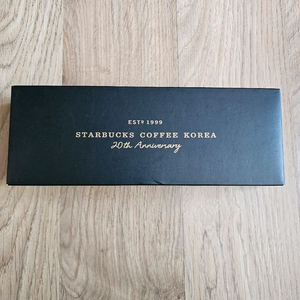 ESTD 1999
STARBUCKS COFFEE KOREA
20th Anniversary